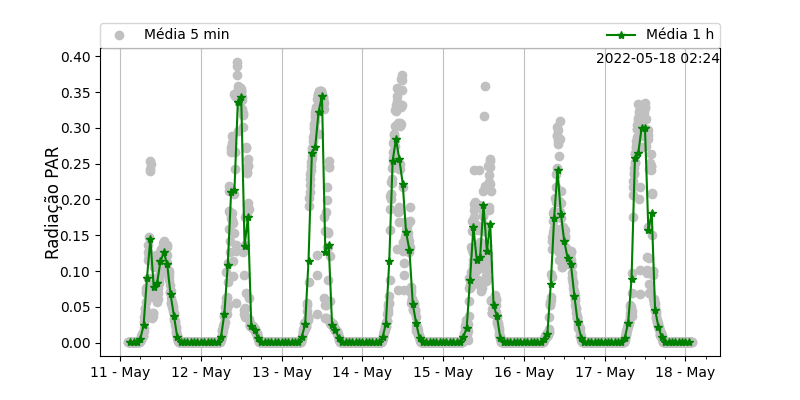 Média 5 min
Média 1 h
2022-05-18 02:24
Radiação PAR
0.40
0.35
0.30
0.25
0.20
0.15
0.10
0.05
0.00
11 - May
12 - May
13 - May
14 - May
15 - May
16 - May
17 - May
18 - May